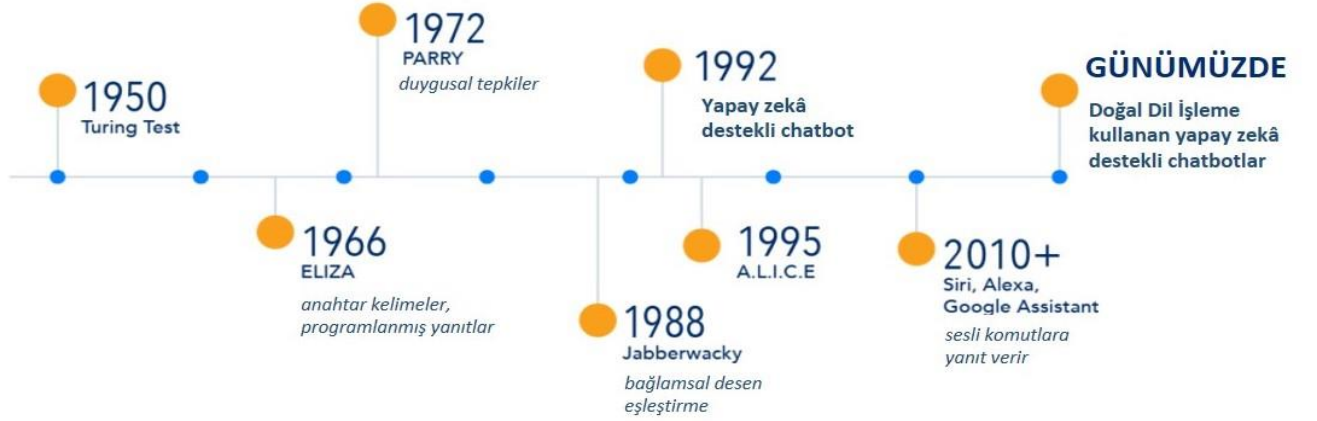 1950
Turing Test
1966
ELIZA
anahtar kelimeler,
programlanmış yanıtlar
1972
PARRY
duygusal tepkiler
1988
Jabberwacky
bağlamsal desen
eşleştirme
1992
Yapay zekâ
destekli chatbot
1995
A.L.I.C.E
2010+
Siri, Alexa,
Google Assistant
sesli komutlara
yanıt verir
GÜNÜMÜZDE
Doğal Dil İşleme
kullanan yapay zekâ
destekli chatbotlar